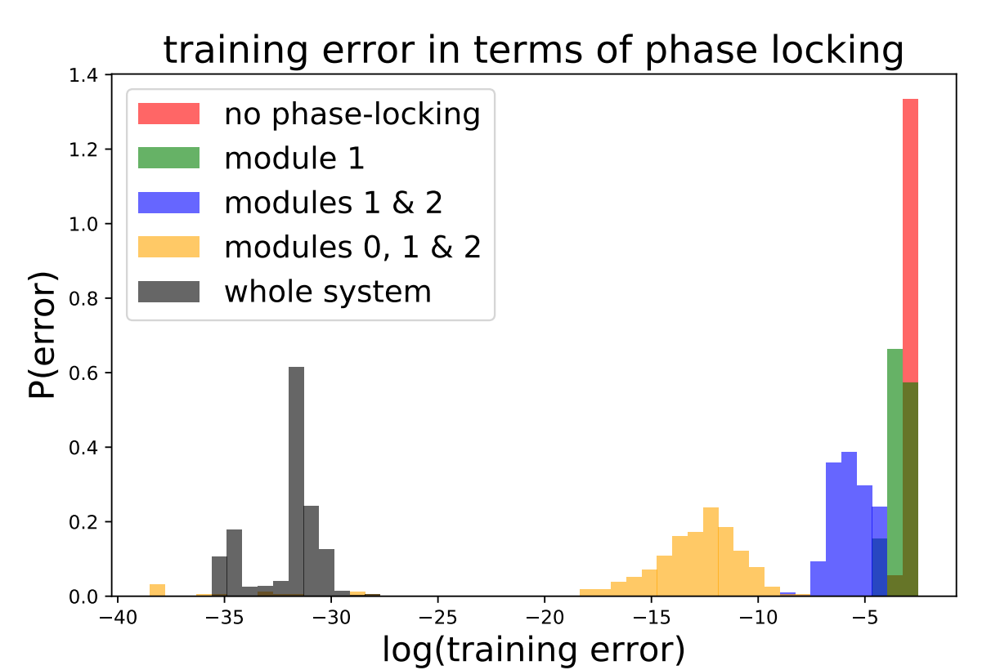 training error in terms of phase locking
1.4
1.2
1.0
0.8
0.6
0.4
0.2
0.0
P(error)
no phase-locking
module 1
modules 1 & 2
modules 0, 1 & 2
whole system
−40 −35 −30 −25 −20 −15 −10 −5
log(training error)